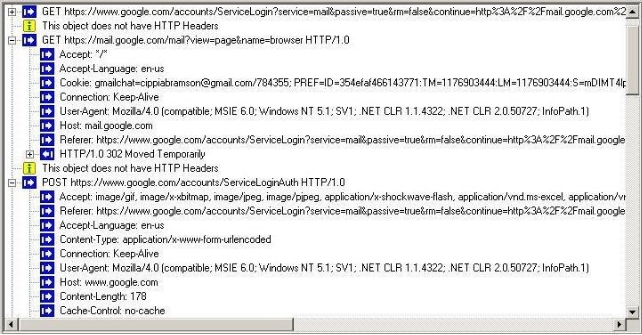 GET https://www.google.com/accounts/ServiceLogin?service=mail&passive=true&rm=false&continue=http%3A%2F%2Fmail.google.com%2
This object does not have HTTP Headers
GET https://mail.google.com/mail?view=page&name=browser HTTP/1.0
Accept: */*
Accept-Language: en-us
Cookie: gmailchat=cippiabramson@gmail.com/784355; PREF=ID=354efaf466143771:TM=1176903444:LM=1176903444:S=mDIMT4lp
Connection: Keep-Alive
User-Agent: Mozilla/4.0 (compatible; MSIE 6.0; Windows NT 5.1; SV1; .NET CLR 1.1.4322; .NET CLR 2.0.50727; InfoPath.1)
Host: mail.google.com
Referer: https://www.google.com/accounts/ServiceLogin?service=mail&passive=true&rm=false&continue=http%3A%2F%2Fmail.google
HTTP/1.0 302 Moved Temporarily
This object does not have HTTP Headers
POST https://www.google.com/accounts/ServiceLoginAuth HTTP/1.0
Accept: image/gif, image/x-xbitmap, image/jpeg, image/pjpeg, application/x-shockwave-flash, application/vnd.ms-excel, application/vr
Referer: https://www.google.com/accounts/ServiceLogin?service=mail&passive=true&rm=false&continue=http%3A%2F%2Fmail.google
Accept-Language: en-us
Content-Type: application/x-www-form-urlencoded
Connection: Keep-Alive
User-Agent: Mozilla/4.0 (compatible; MSIE 6.0; Windows NT 5.1; SV1; .NET CLR 1.1.4322; .NET CLR 2.0.50727; InfoPath.1)
Host: www.google.com
Content-Length: 178
Cache-Control: no-cache